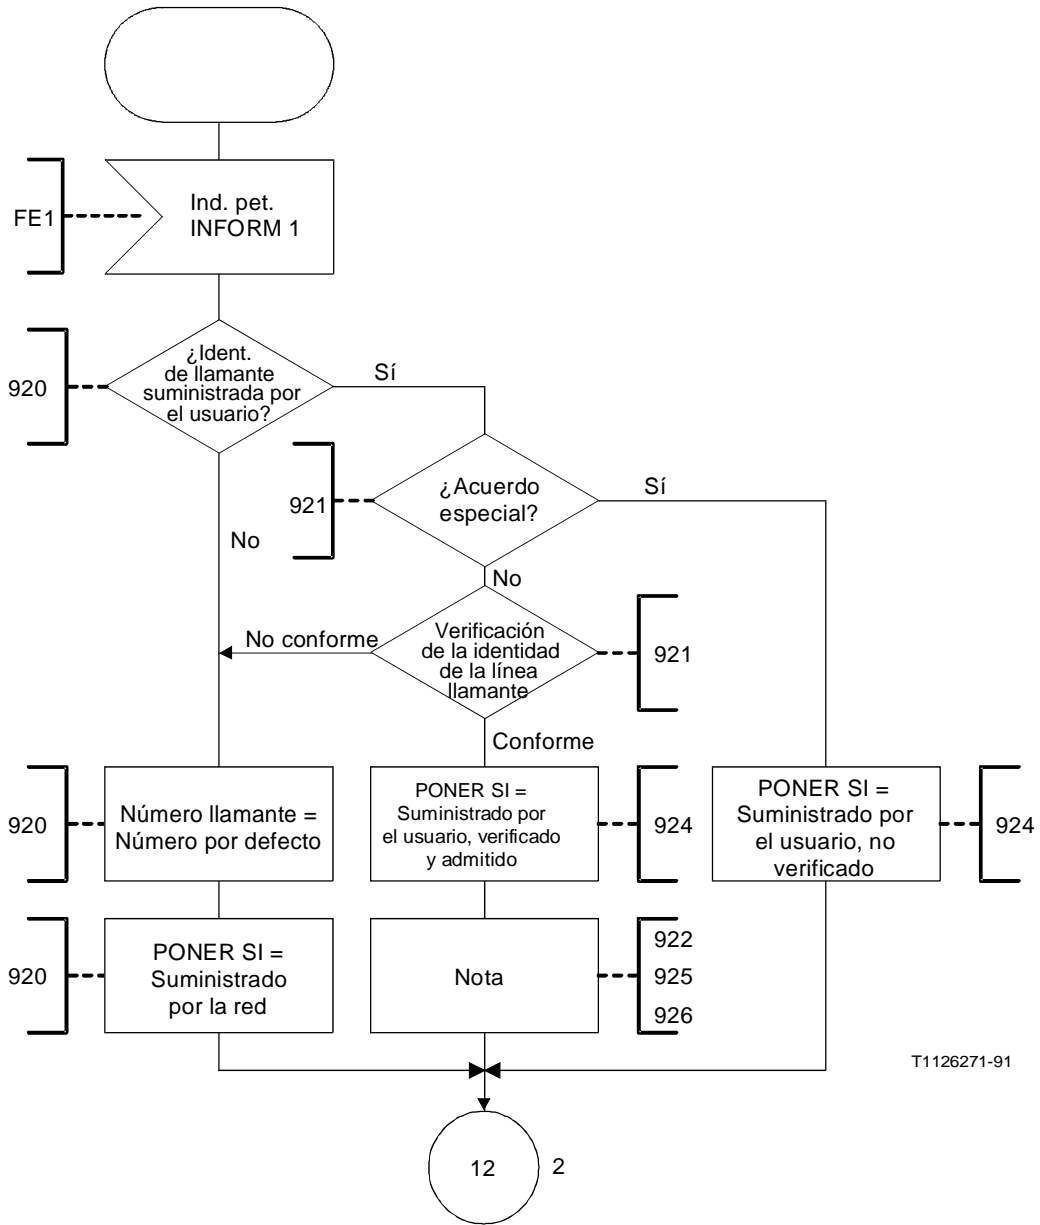 Ind. pet.
INFORM 1
FE1
¿Ident.
de llamante
suministrada por
el usuario?
Sí
920
¿Acuerdo
especial?
Sí
921
No
No
Verificación
de la identidad
de la línea
llamante
No conforme
921
Conforme
Número llamante =
Número por defecto
920
PONER SI =
Suministrado por
el usuario, verificado
y admitido
924
PONER SI =
Suministrado por
el usuario, no
verificado
924
PONER SI =
Suministrado
por la red
920
Nota
922
925
926
T1126271-91
12
2